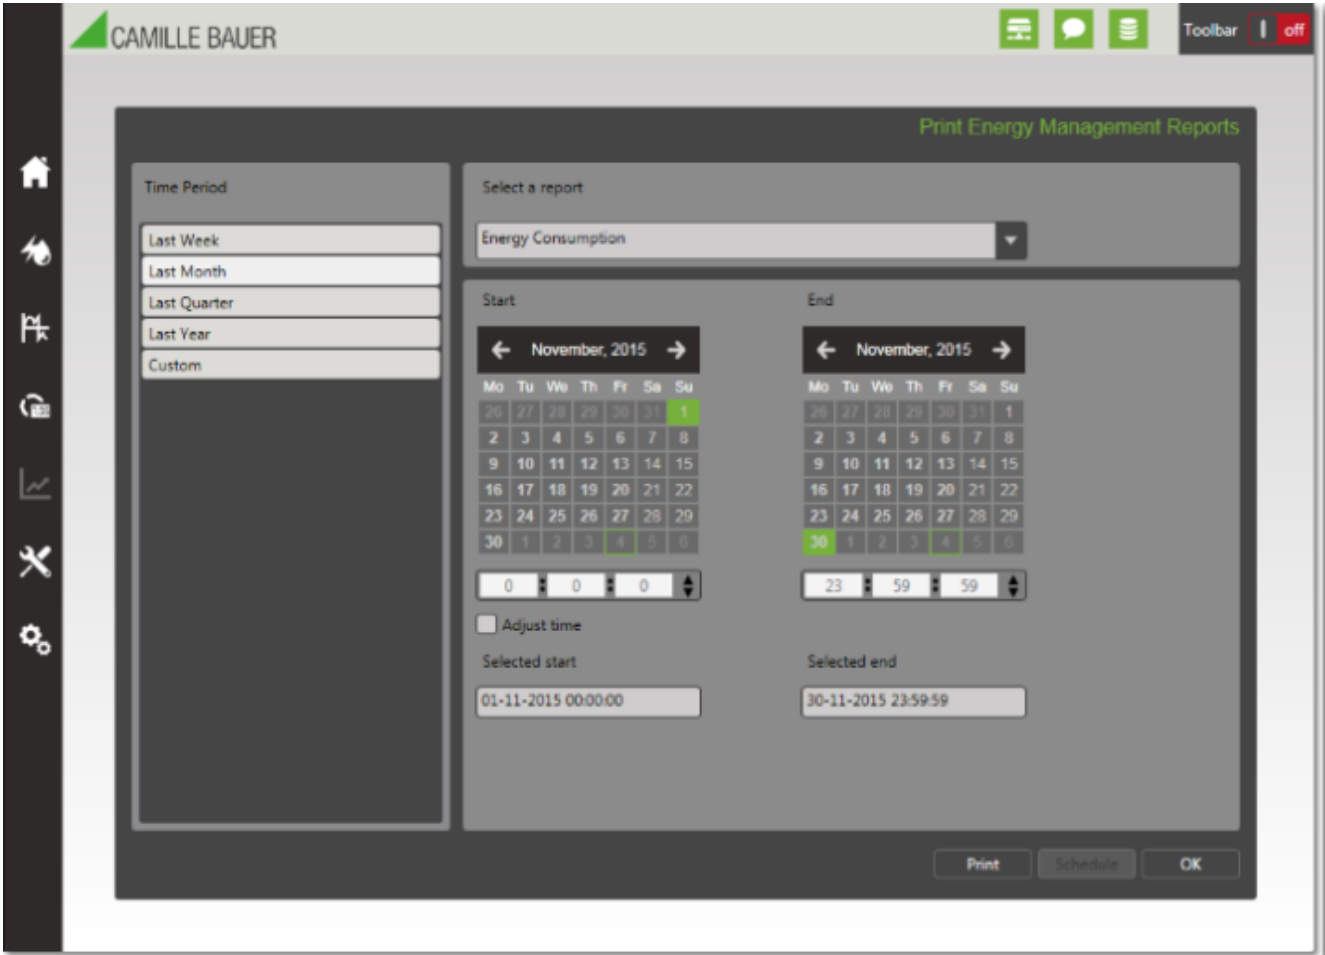 CAMILLE BAUER
Toolbar off
Print Energy Management Reports
Time Period
Last Week
Last Month
Last Quarter
Last Year
Custom
Select a report
Energy Consumption
Start
November, 2015
Mo Tu We Th Fr Sa Su
26 27 28 29 30 31 1
2 3 4 5 6 7 8
9 10 11 12 13 14 15
16 17 18 19 20 21 22
23 24 25 26 27 28 29
30 1 2 3 4 5 6
0 : 0 : 0
Adjust time
Selected start
01-11-2015 00:00:00
End
November, 2015
Mo Tu We Th Fr Sa Su
26 27 28 29 30 31 1
2 3 4 5 6 7 8
9 10 11 12 13 14 15
16 17 18 19 20 21 22
23 24 25 26 27 28 29
30 1 2 3 4 5 6
23 : 59 : 59
Selected end
30-11-2015 23:59:59
Print Schedule OK